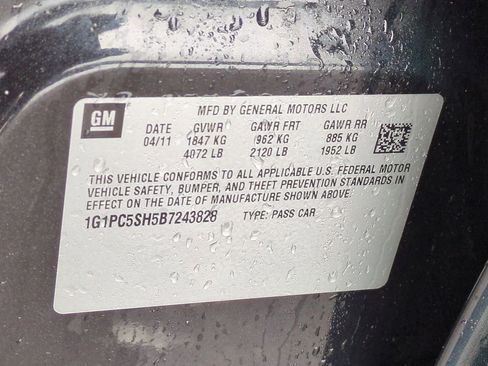 GM
MFD BY GENERAL MOTORS LLC
DATE GVWR GAWR FRT GAWR RR
04/11 1847 KG 962 KG 885 KG
4072 LB 2120 LB 1952 LB
THIS VEHICLE CONFORMS TO ALL APPLICABLE U.S. FEDERAL MOTOR
VEHICLE SAFETY, BUMPER, AND THEFT PREVENTION STANDARDS IN
EFFECT ON THE DATE OF MANUFACTURE SHOWN ABOVE.
1G1PC5SH5B7243828 TYPE: PASS CAR